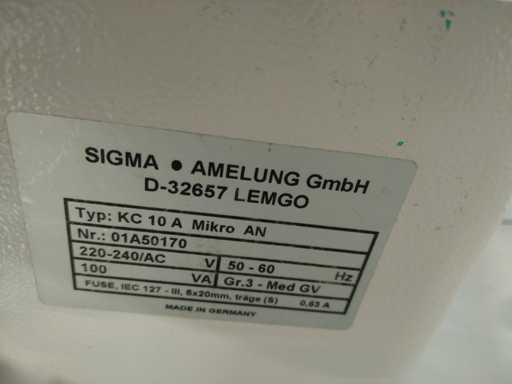 SIGMA • AMELUNG GmbH
D-32657 LEMGO
Typ: KC 10 A Mikro AN
Nr.: 01A50170
220-240/AC V 50 - 60 Hz
100 VA Gr.3 - Med GV
FUSE, IEC 127 - III, 5x20mm, träge (S) 0,63 A
MADE IN GERMANY